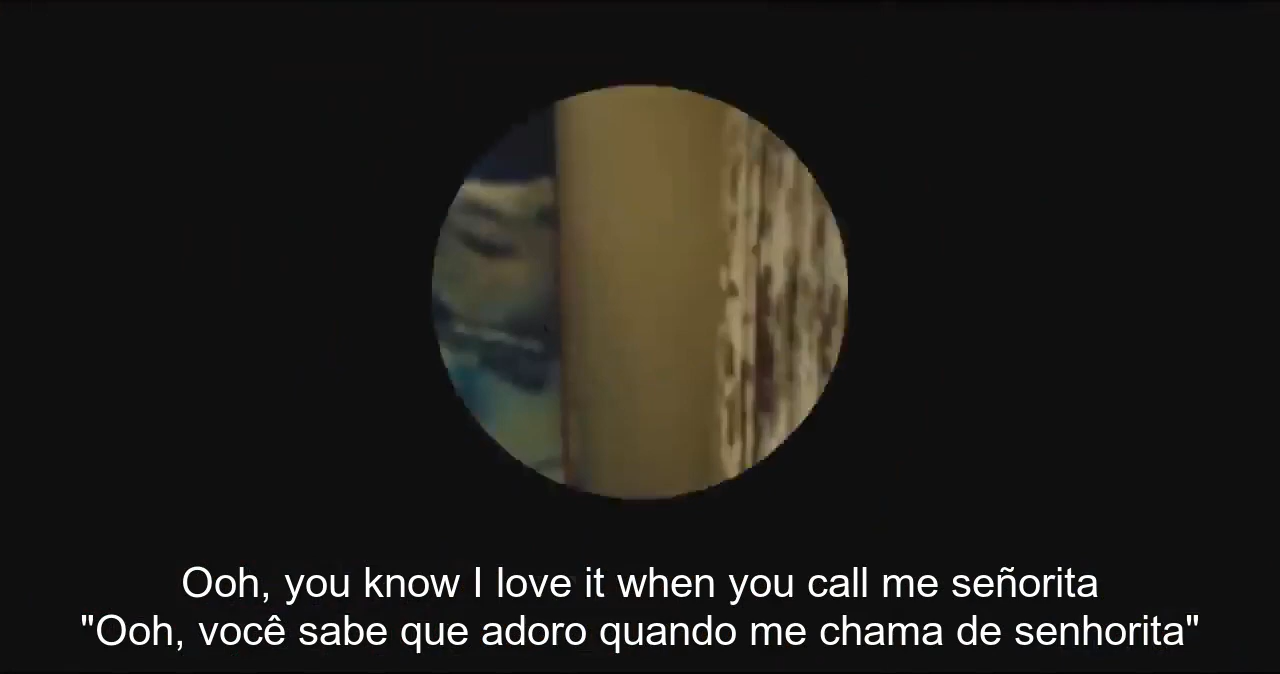 Ooh, you know I love it when you call me señorita
"Ooh, você sabe que adoro quando me chama de senhorita"